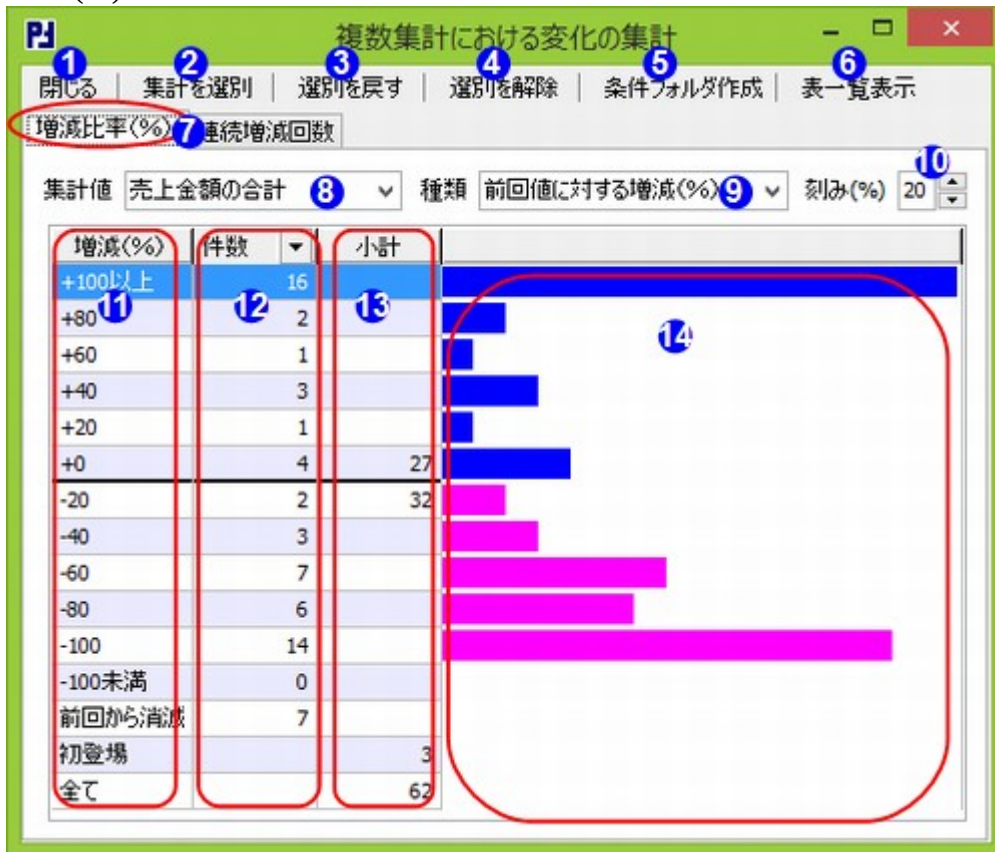 PJ 複数集計における変化の集計
1 2 3 4 5 6
閉じる 集計を選別 選別を戻す 選別を解除 条件フォルダ作成 表一覧表示
増減比率(%) 7 連続増減回数
集計値 売上金額の合計 8 種類 前回値に対する増減(%) 9 刻み(%) 10 20
増減(%) 件数 小計
+100以上 16
11 12 13 14
+80 2
+60 1
+40 3
+20 1
+0 4 27
-20 2 32
-40 3
-60 7
-80 6
-100 14
-100未満 0
前回から消滅 7
初登場 3
全て 62